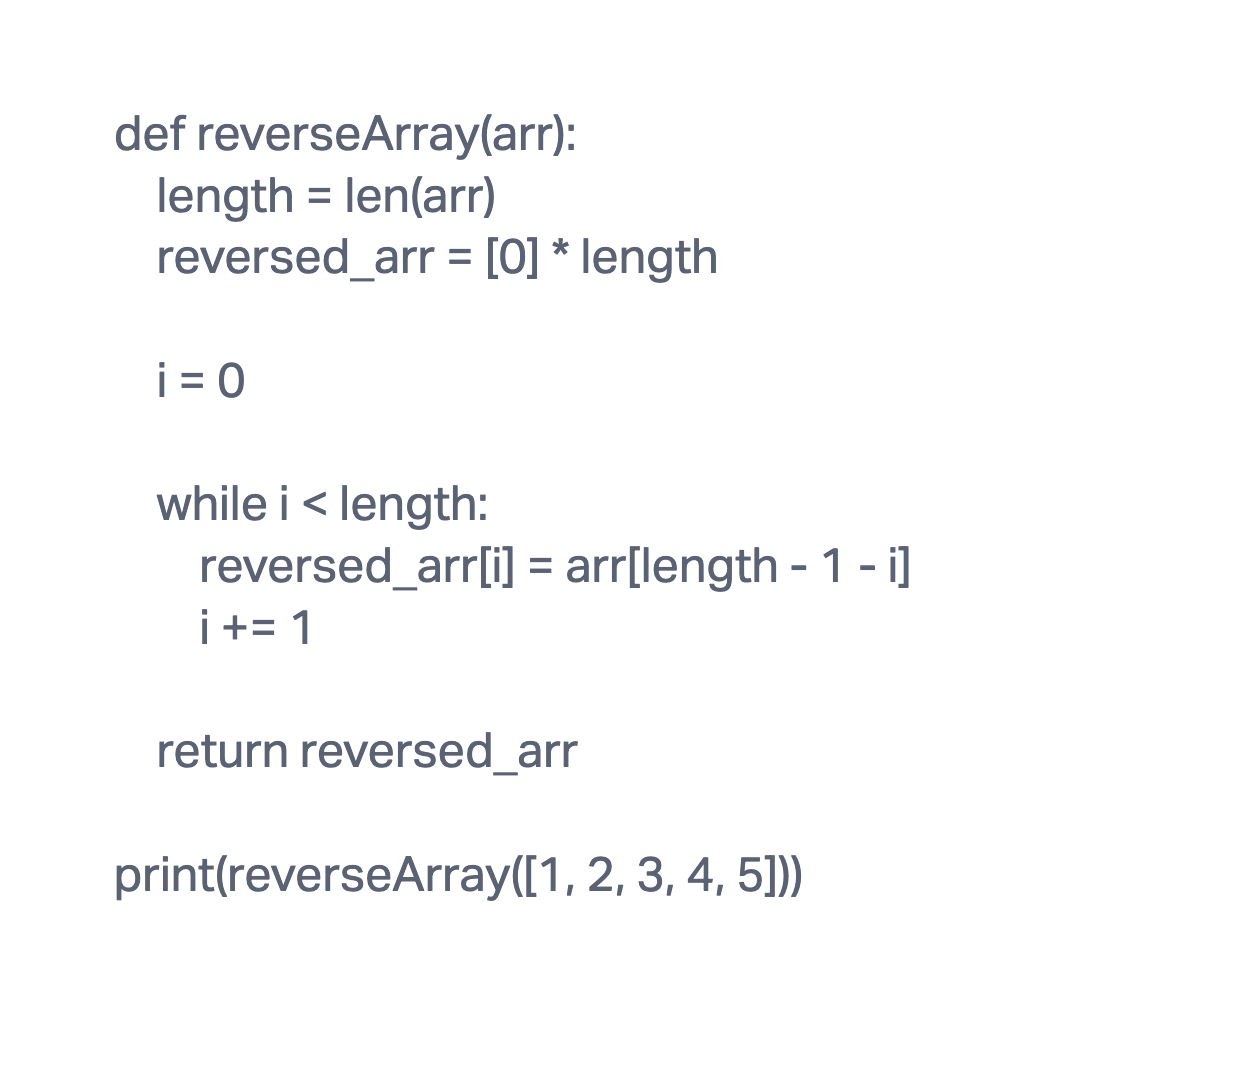 def reverseArray(arr):
    length = len(arr)
    reversed_arr = [0] * length

    i = 0

    while i < length:
        reversed_arr[i] = arr[length - 1 - i]
        i += 1

    return reversed_arr

print(reverseArray([1, 2, 3, 4, 5]))